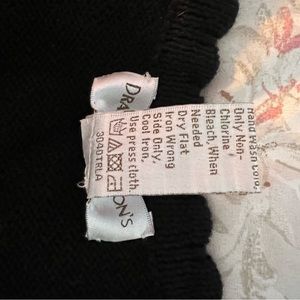 DRA
ON'S
Hand Wash Cold,
Only Non-
Chlorine
Bleach When
Needed
Dry Flat
Iron Wrong
Side Only,
Cool Iron,
Use press cloth.
3040TRLA